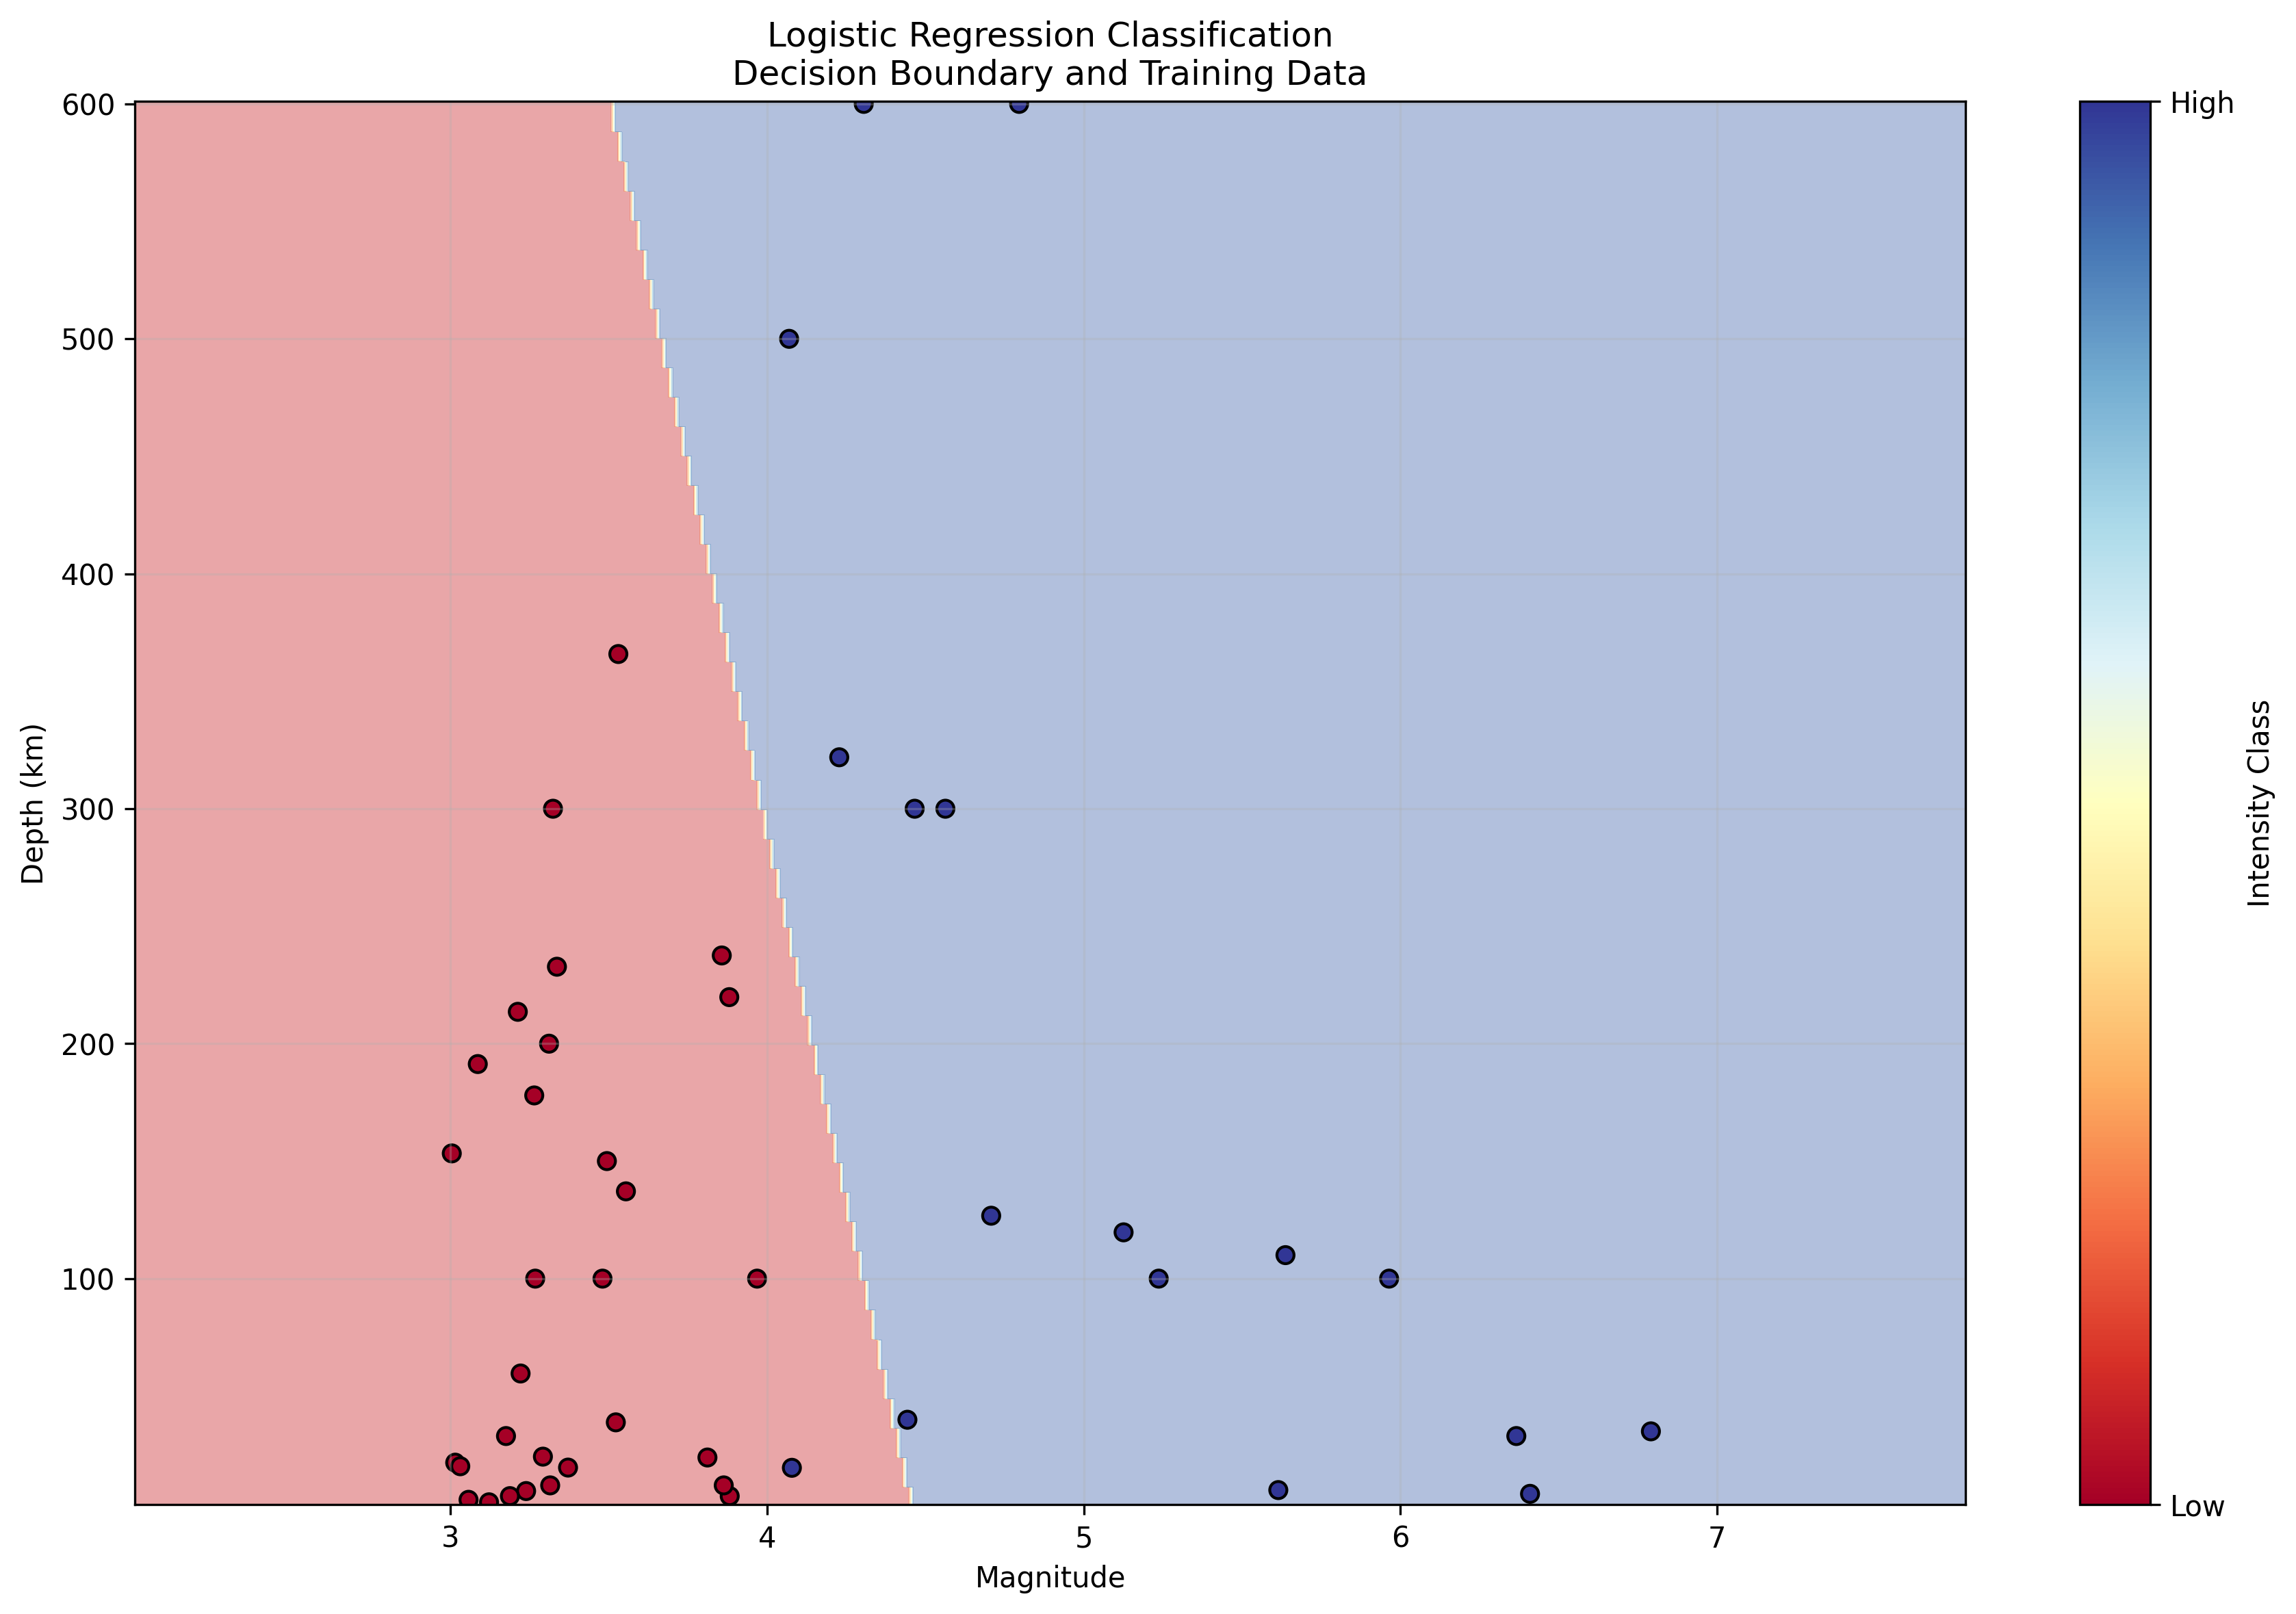 Logistic Regression Classification
Decision Boundary and Training Data
600
500
400
300
200
100
Depth (km)
3
4
5
6
7
Magnitude
High
Low
Intensity Class